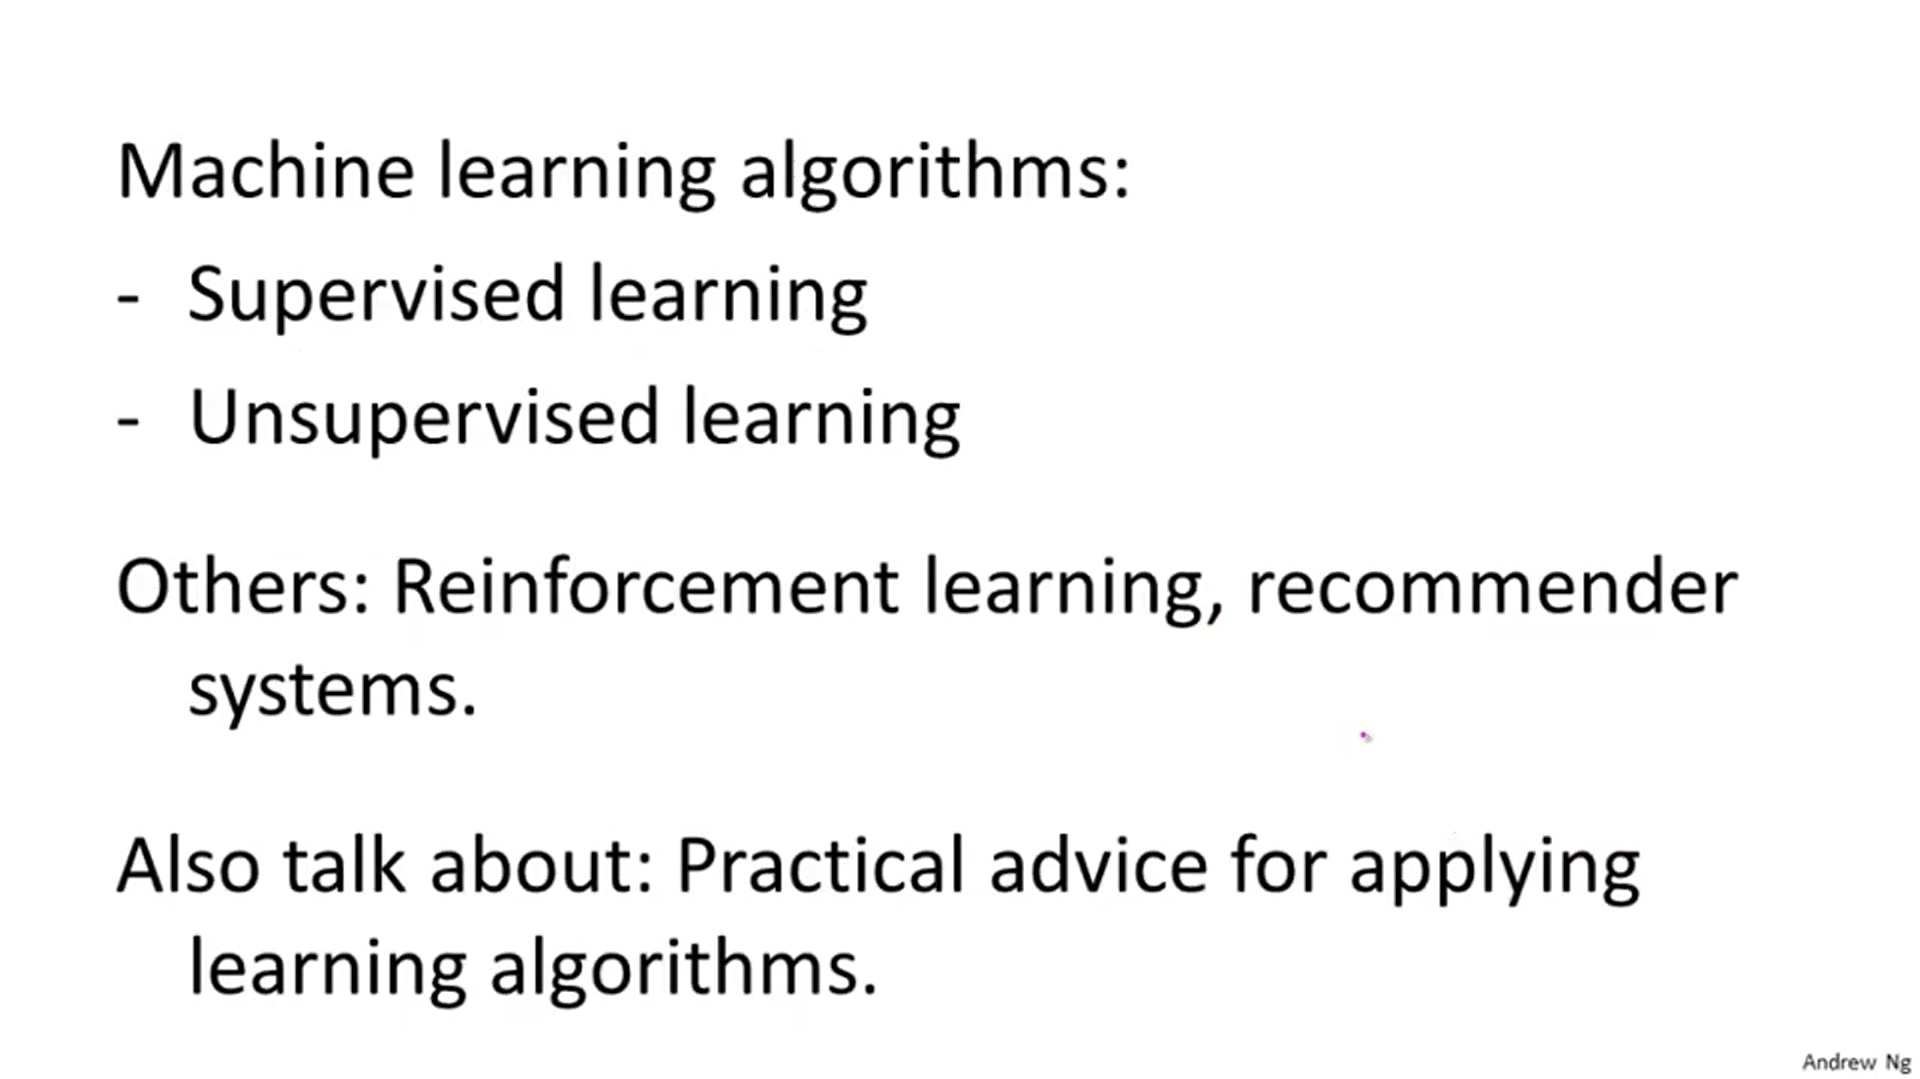 Machine learning algorithms:
- Supervised learning
- Unsupervised learning
Others: Reinforcement learning, recommender
systems.
Also talk about: Practical advice for applying
learning algorithms.
Andrew Ng